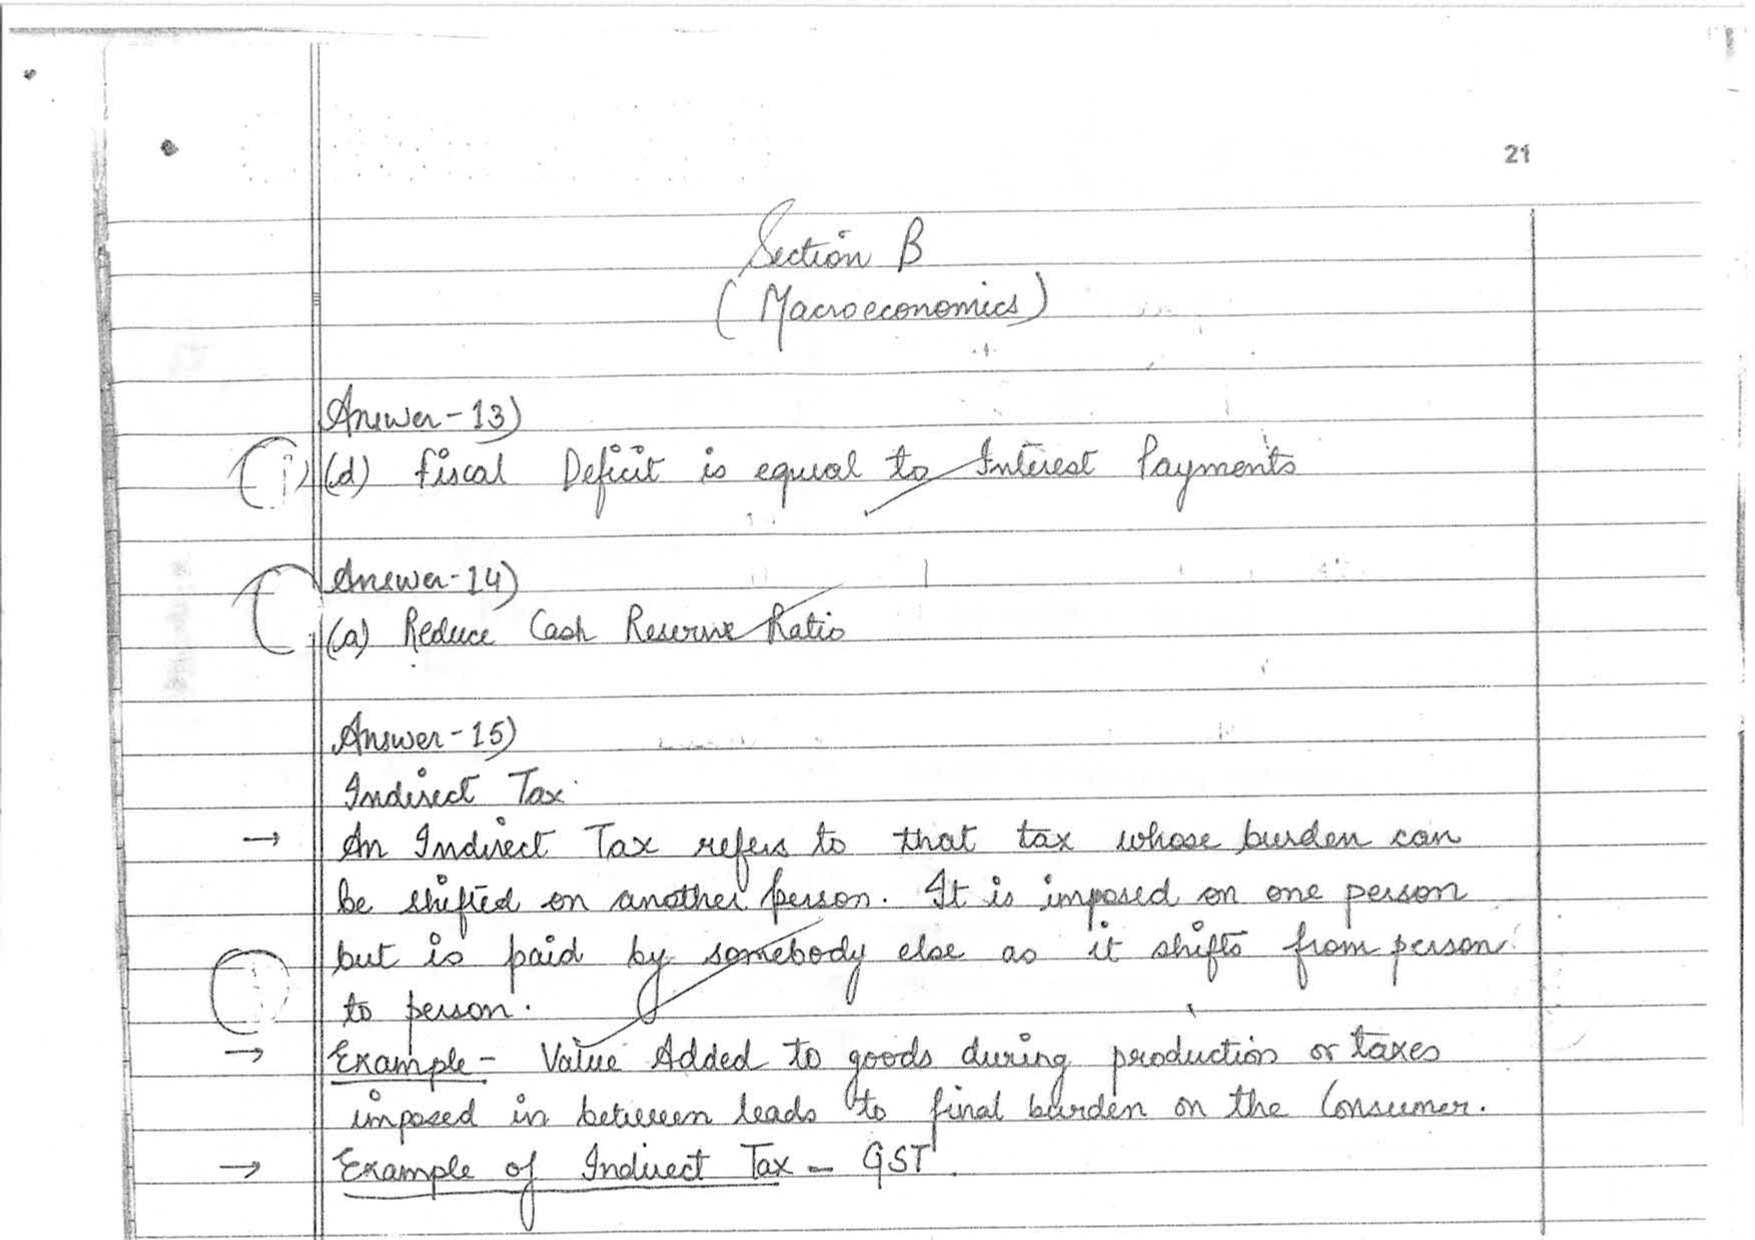 21
Section B
(Macroeconomics)
Answer-13)
(d) Fiscal Deficit is equal to Interest Payments
Answer-14)
(a) Reduce Cash Reserve Ratio
Answer-15)
Indirect Tax
→ An Indirect Tax refers to that tax whose burden can
be shifted on another person. It is imposed on one person
but is paid by somebody else as it shifts from person
to person.
→ Example - Value Added to goods during production or taxes
imposed in between leads to final burden on the Consumer.
→ Example of Indirect Tax - GST.